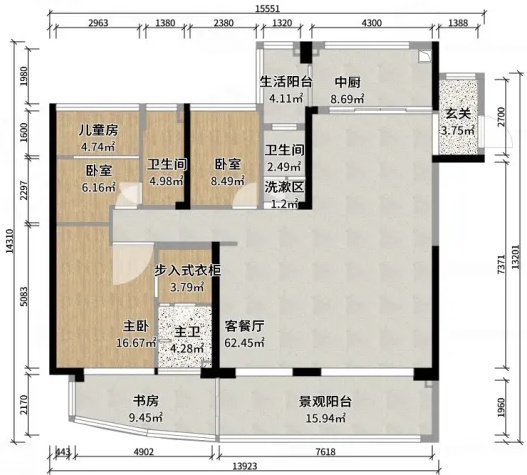 15551
2963 1380 2380 1320 4300 1388
1980
1600
2297
5083
2170
14310
2700
7371
1960
13201
生活阳台
4.11㎡
中厨
8.69㎡
玄关
3.75㎡
儿童房
4.74㎡
卧室
6.16㎡
卫生间
4.98㎡
卧室
8.49㎡
卫生间
2.49㎡
洗漱区
1.2㎡
步入式衣柜
3.79㎡
主卧
16.67㎡
主卫
4.28㎡
客餐厅
62.45㎡
书房
9.45㎡
景观阳台
15.94㎡
443 4902 7618
13923